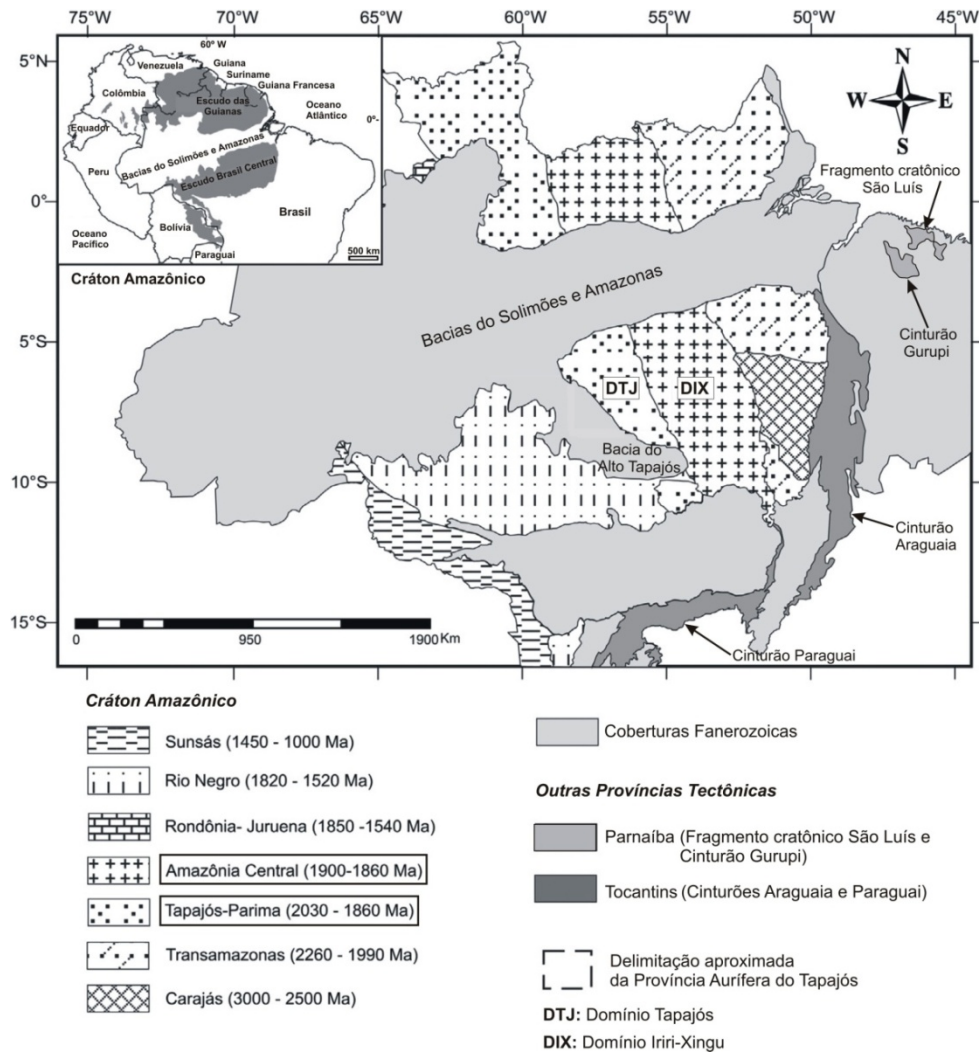 75°W
70°W
65°W
60°W
55°W
50°W
45°W
5°N
0°
5°S
10°S
15°S
60º W
Venezuela
Guiana
Suriname
Guiana Francesa
Colômbia
Escudo das
Guianas
Oceano
Atlântico
0º-
Equador
Bacias do Solimões e Amazonas
Peru
Escudo Brasil Central
Brasil
Bolívia
Oceano
Pacífico
Paraguai
500 km
Cráton Amazônico
N
W
E
S
Fragmento cratônico
São Luís
Bacias do Solimões e Amazonas
Cinturão
Gurupi
DTJ
DIX
Bacia do
Alto Tapajós
Cinturão
Araguaia
Cinturão Paraguai
0
950
1900 Km
Cráton Amazônico
Sunsás (1450 - 1000 Ma)
Rio Negro (1820 - 1520 Ma)
Rondônia- Juruena (1850 -1540 Ma)
Amazônia Central (1900-1860 Ma)
Tapajós-Parima (2030 - 1860 Ma)
Transamazonas (2260 - 1990 Ma)
Carajás (3000 - 2500 Ma)
Coberturas Fanerozoicas
Outras Províncias Tectônicas
Parnaíba (Fragmento cratônico São Luís e
Cinturão Gurupi)
Tocantins (Cinturões Araguaia e Paraguai)
Delimitação aproximada
da Província Aurífera do Tapajós
DTJ: Domínio Tapajós
DIX: Domínio Iriri-Xingu